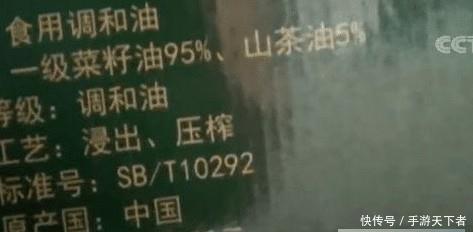 食用调和油
CC
一级菜籽油95%、山茶油5%
等级：调和油
工艺：浸出、压榨
标准号：SB/T10292
原产国：中国
快传号／手游天下者